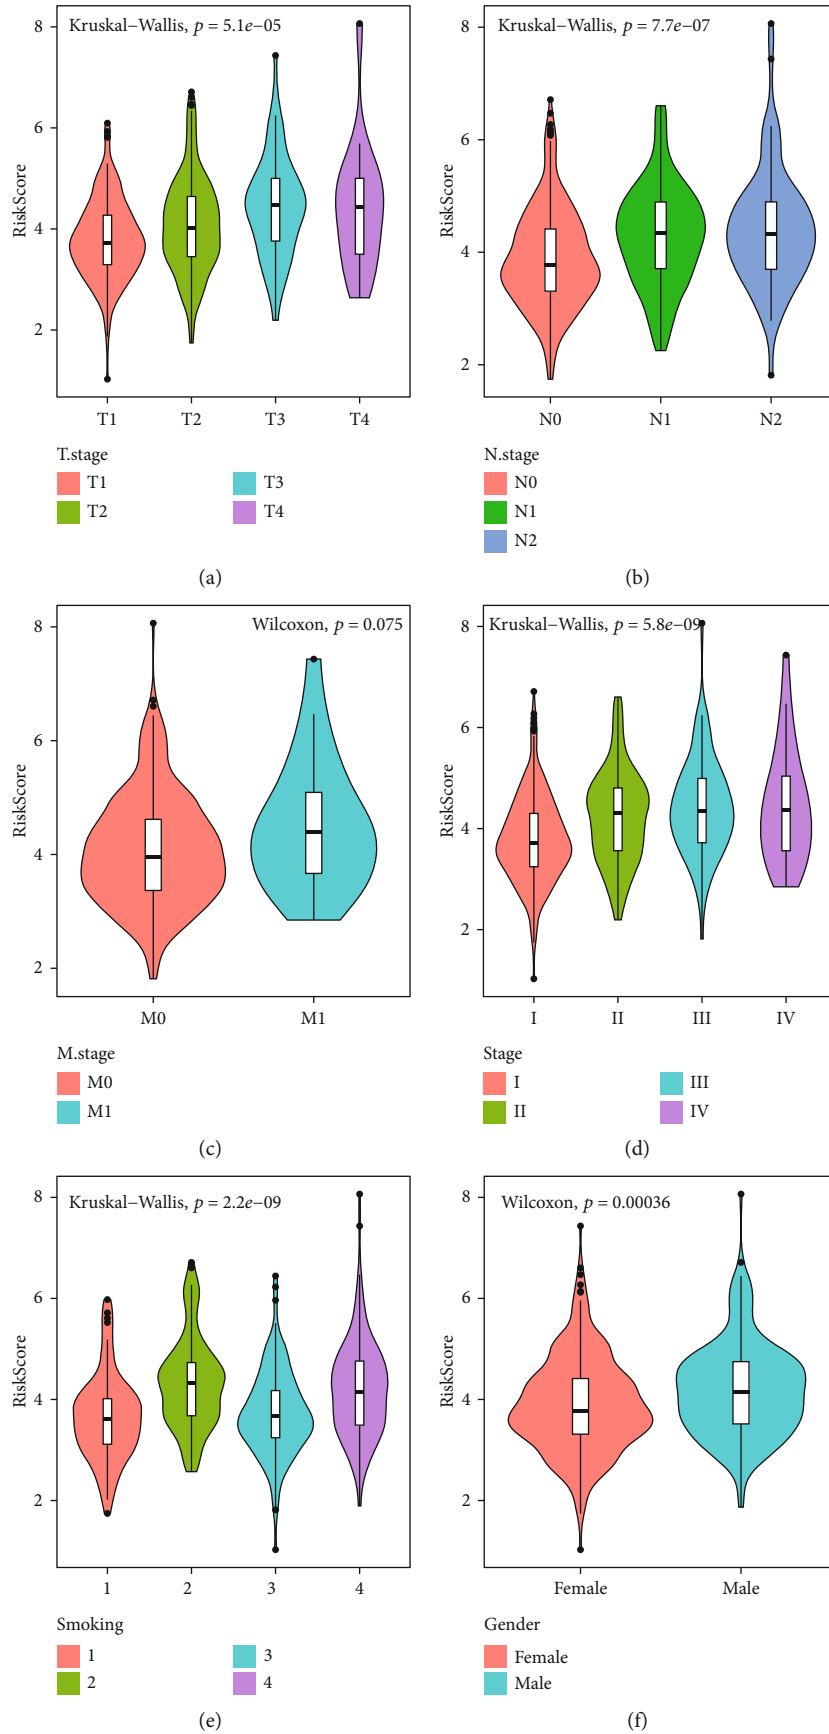 Kruskal−Wallis, p = 5.1e−05
8
6
4
2
RiskScore
T1 T2 T3 T4
T.stage
T1 T3
T2 T4
(a)
Kruskal−Wallis, p = 7.7e−07
8
6
4
2
RiskScore
N0 N1 N2
N.stage
N0
N1
N2
(b)
Wilcoxon, p = 0.075
8
6
4
2
RiskScore
M0 M1
M.stage
M0
M1
(c)
Kruskal−Wallis, p = 5.8e−09
8
6
4
2
RiskScore
I II III IV
Stage
I III
II IV
(d)
Kruskal−Wallis, p = 2.2e−09
8
6
4
2
RiskScore
1 2 3 4
Smoking
1 3
2 4
(e)
Wilcoxon, p = 0.00036
8
6
4
2
RiskScore
Female Male
Gender
Female
Male
(f)